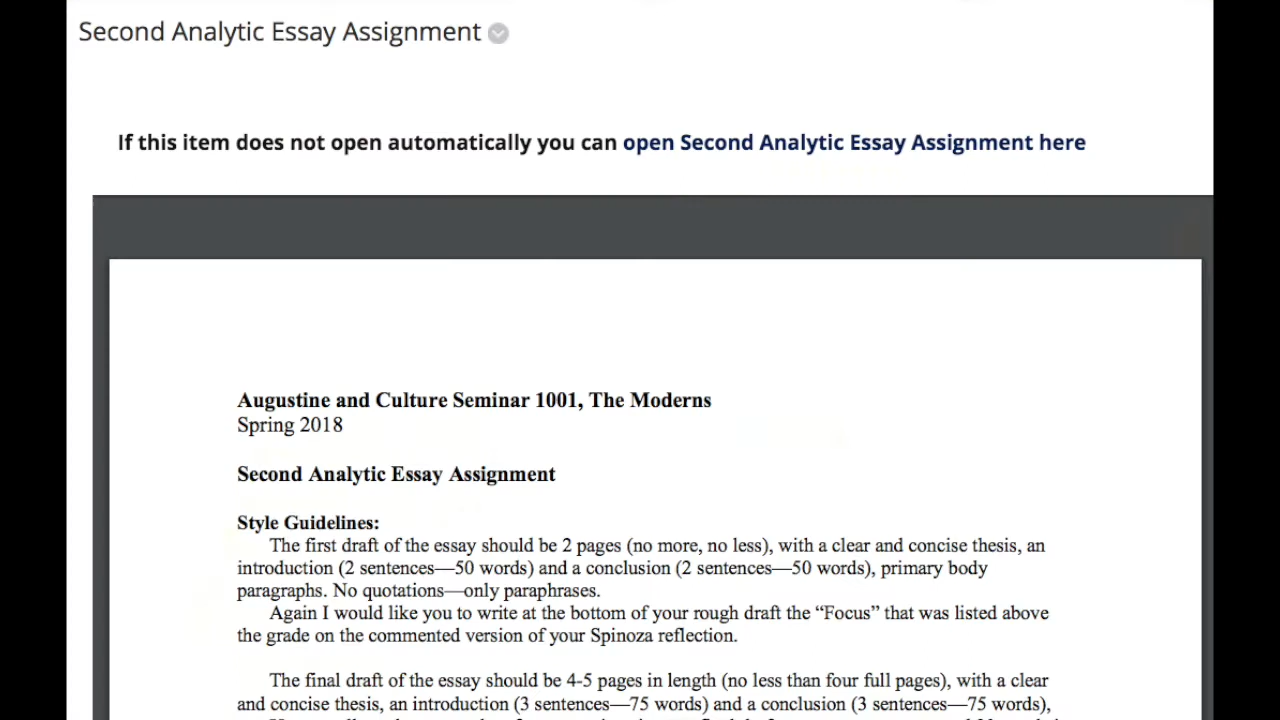 Second Analytic Essay Assignment
If this item does not open automatically you can open Second Analytic Essay Assignment here
Augustine and Culture Seminar 1001, The Moderns
Spring 2018
Second Analytic Essay Assignment
Style Guidelines:
The first draft of the essay should be 2 pages (no more, no less), with a clear and concise thesis, an
introduction (2 sentences—50 words) and a conclusion (2 sentences—50 words), primary body
paragraphs. No quotations—only paraphrases.
Again I would like you to write at the bottom of your rough draft the “Focus” that was listed above
the grade on the commented version of your Spinoza reflection.
The final draft of the essay should be 4-5 pages in length (no less than four full pages), with a clear
and concise thesis, an introduction (3 sentences—75 words) and a conclusion (3 sentences—75 words),